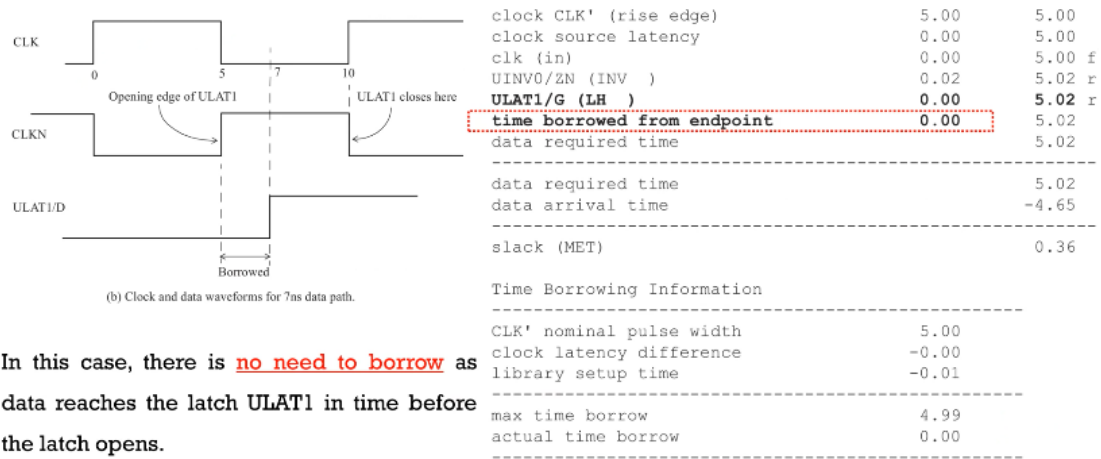 CLK
0 5 7 10
Opening edge of ULAT1
ULAT1 closes here
CLKN
ULAT1/D
Borrowed
(b) Clock and data waveforms for 7ns data path.
In this case, there is no need to borrow as
data reaches the latch ULAT1 in time before
the latch opens.
clock CLK' (rise edge) 5.00 5.00
clock source latency 0.00 5.00
clk (in) 0.00 5.00 f
UINV0/ZN (INV ) 0.02 5.02 r
ULAT1/G (LH ) 0.00 5.02 r
time borrowed from endpoint 0.00 5.02
data required time 5.02
data required time 5.02
data arrival time -4.65
slack (MET) 0.36
Time Borrowing Information
CLK' nominal pulse width 5.00
clock latency difference -0.00
library setup time -0.01
max time borrow 4.99
actual time borrow 0.00